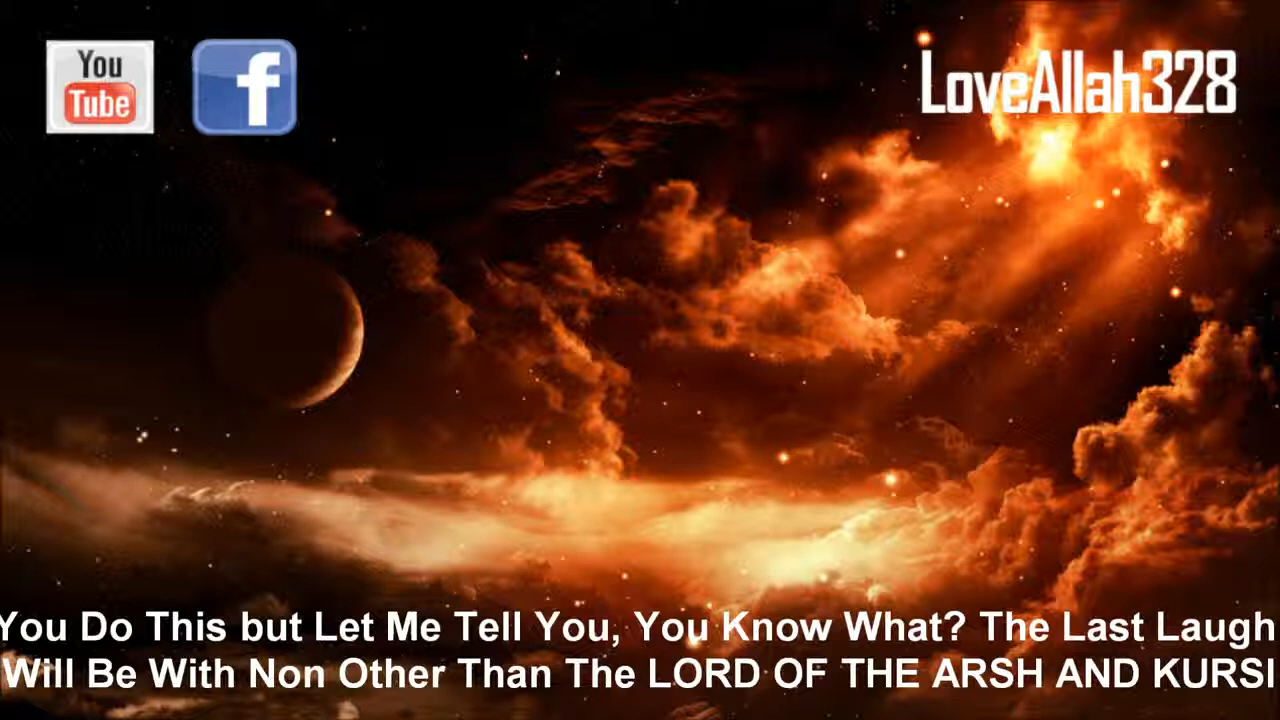 You
Tube
f
LoveAllah328
You Do This but Let Me Tell You, You Know What? The Last Laugh
Will Be With Non Other Than The LORD OF THE ARSH AND KURSI